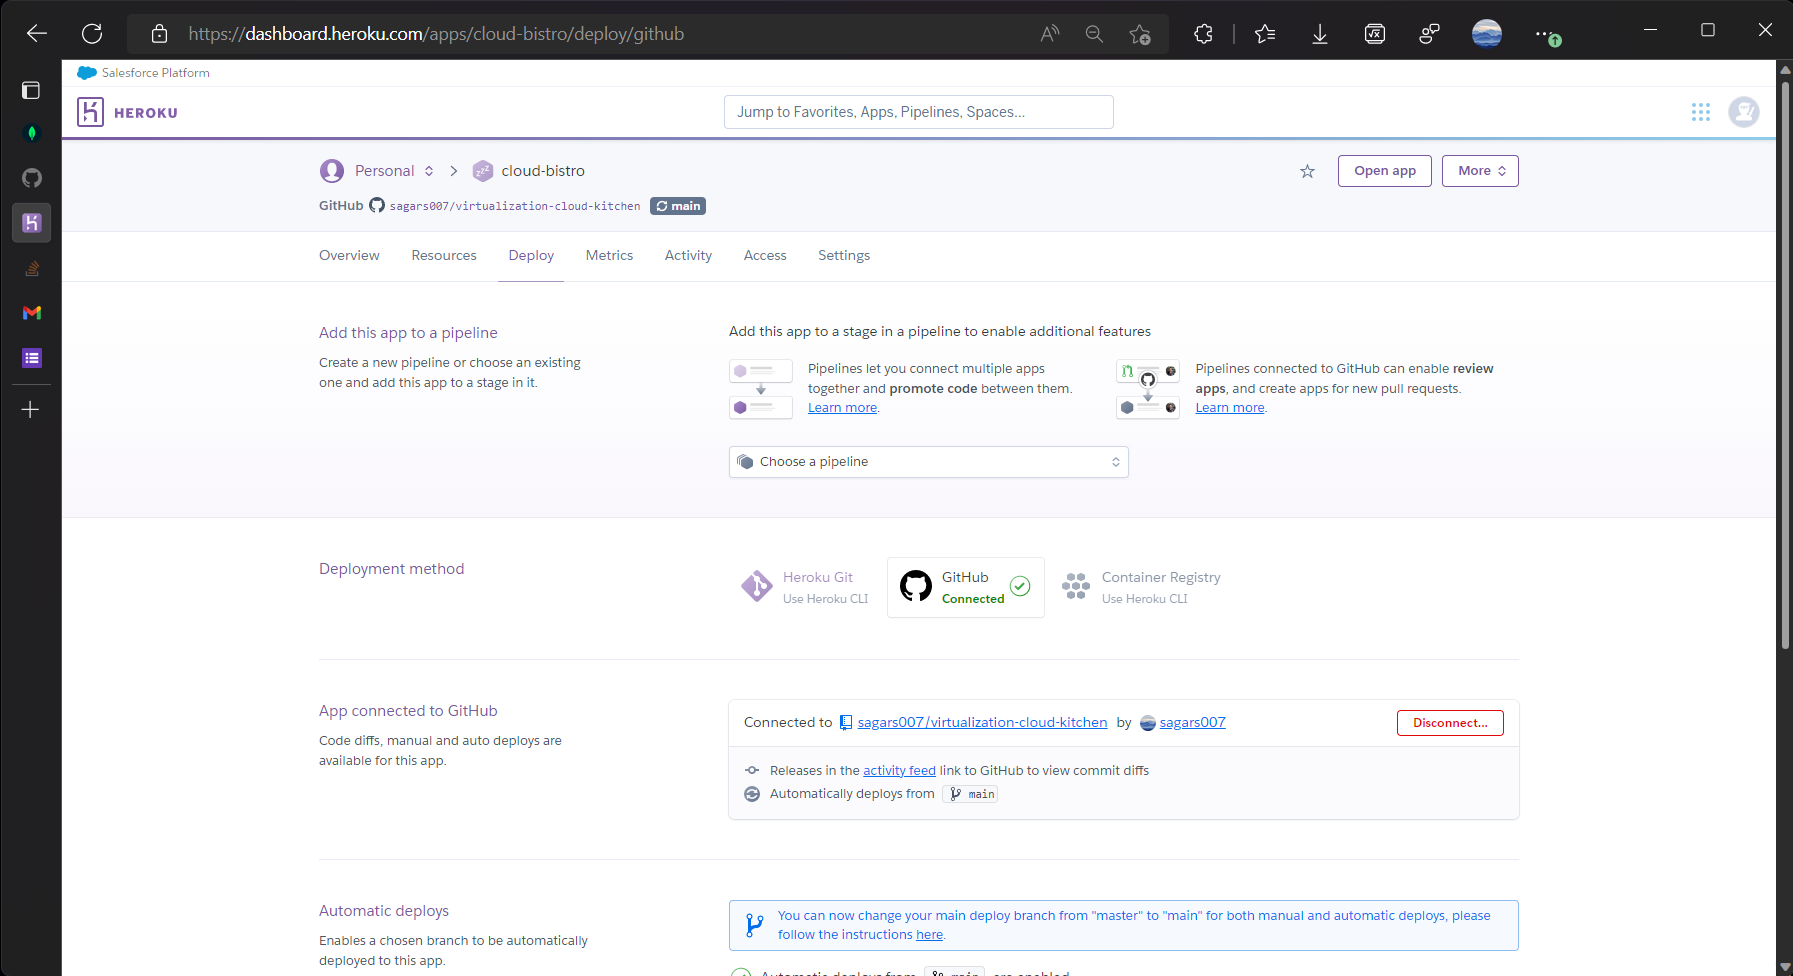 https://dashboard.heroku.com/apps/cloud-bistro/deploy/github
Salesforce Platform
HEROKU
Jump to Favorites, Apps, Pipelines, Spaces...
Personal
cloud-bistro
Open app
More
GitHub sagars007/virtualization-cloud-kitchen main
Overview Resources Deploy Metrics Activity Access Settings
Add this app to a pipeline
Create a new pipeline or choose an existing
one and add this app to a stage in it.
Add this app to a stage in a pipeline to enable additional features
Pipelines let you connect multiple apps
together and promote code between them.
Learn more.
Pipelines connected to GitHub can enable review
apps, and create apps for new pull requests.
Learn more.
Choose a pipeline
Deployment method
Heroku Git
Use Heroku CLI
GitHub
Connected
Container Registry
Use Heroku CLI
App connected to GitHub
Code diffs, manual and auto deploys are
available for this app.
Connected to sagars007/virtualization-cloud-kitchen by sagars007
Disconnect...
Releases in the activity feed link to GitHub to view commit diffs
Automatically deploys from main
Automatic deploys
Enables a chosen branch to be automatically
deployed to this app.
You can now change your main deploy branch from "master" to "main" for both manual and automatic deploys, please
follow the instructions here.
Automatic deploys from main are enabled